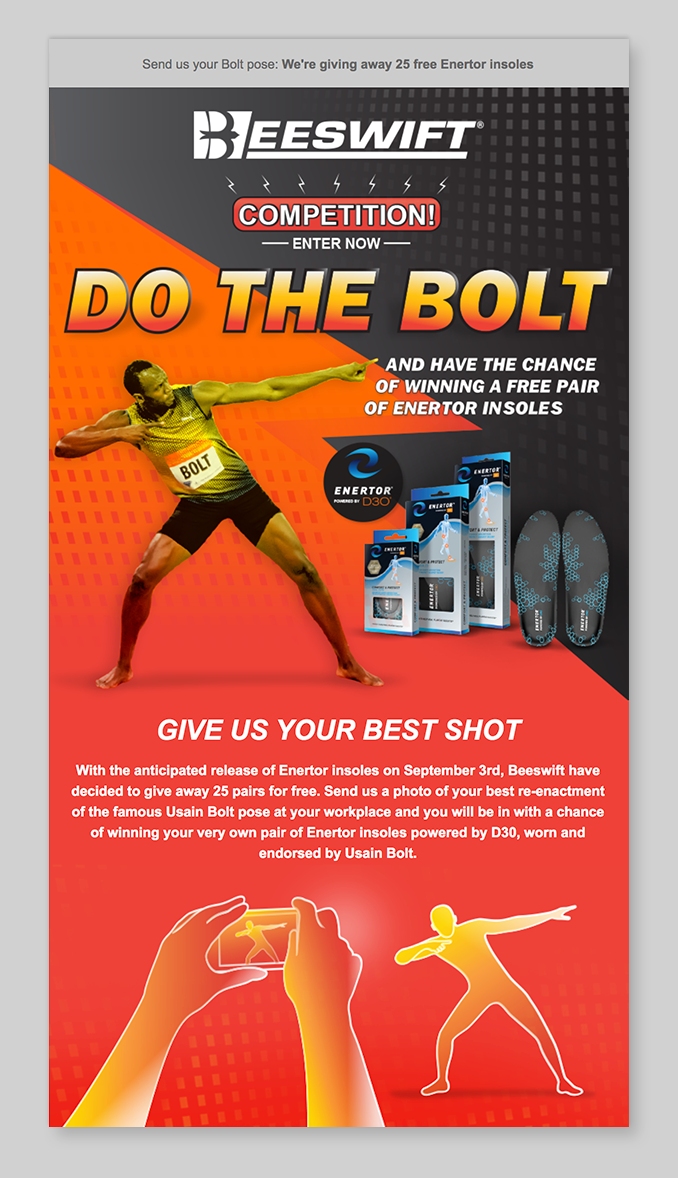 Send us your Bolt pose: We're giving away 25 free Enertor insoles
BEESWIFT®
COMPETITION!
ENTER NOW
DO THE BOLT
AND HAVE THE CHANCE
OF WINNING A FREE PAIR
OF ENERTOR INSOLES
BOLT
ENERTOR
POWERED BY D3O
ENERTOR
ENERTOR
ENERTOR
ENERTOR
ENERTOR
GIVE US YOUR BEST SHOT
With the anticipated release of Enertor insoles on September 3rd, Beeswift have
decided to give away 25 pairs for free. Send us a photo of your best re-enactment
of the famous Usain Bolt pose at your workplace and you will be in with a chance
of winning your very own pair of Enertor insoles powered by D30, worn and
endorsed by Usain Bolt.